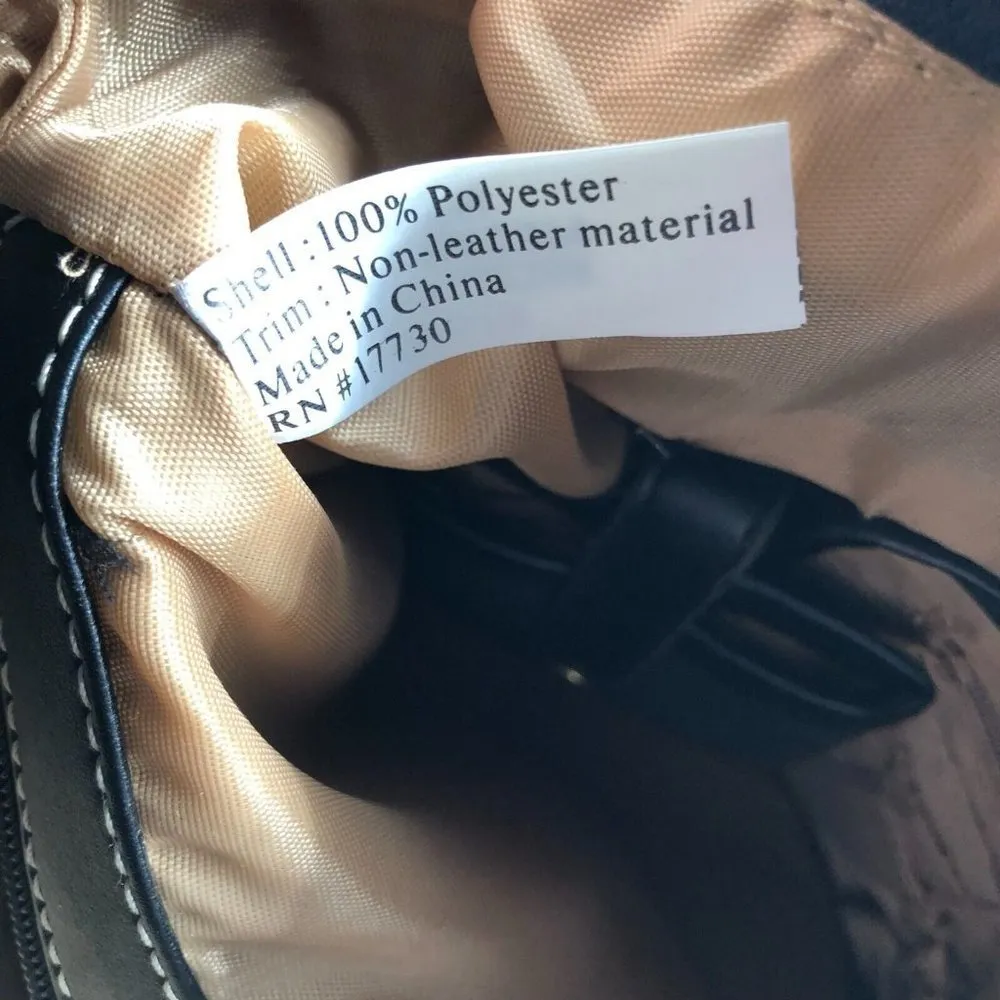 Shell : 100% Polyester
Trim : Non-leather material
Made in China
RN #17730